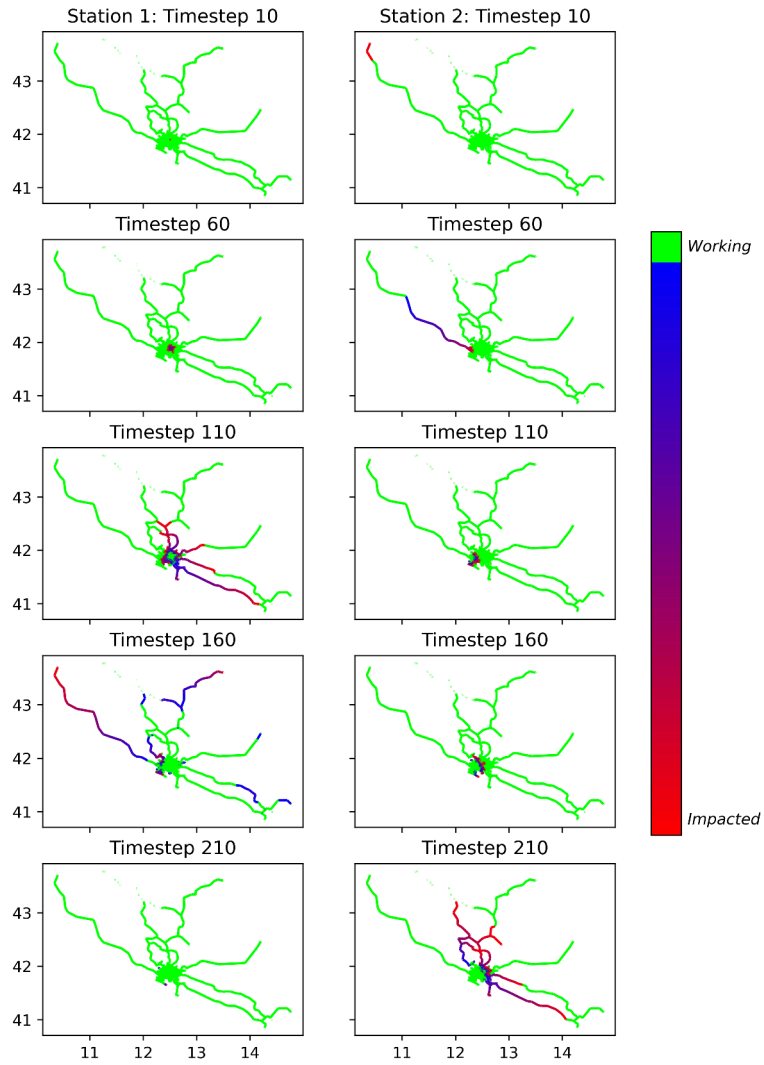 Station 1: Timestep 10
Station 2: Timestep 10
43
42
41
Timestep 60
Timestep 60
Working
43
42
41
Timestep 110
Timestep 110
43
42
41
Timestep 160
Timestep 160
43
42
41
Impacted
Timestep 210
Timestep 210
43
42
41
11 12 13 14
11 12 13 14